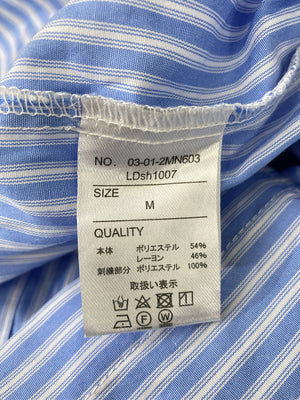 NO. 03-01-2MN603
LDsh1007
SIZE
M
QUALITY
本体 ポリエステル 54%
レーヨン 46%
刺繍部分 ポリエステル 100%
取扱い表示